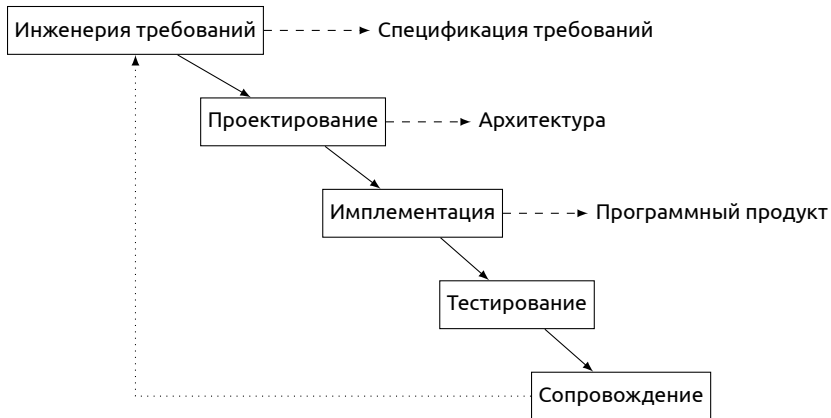 Инженерия требований
Спецификация требований
Проектирование
Архитектура
Имплементация
Программный продукт
Тестирование
Сопровождение